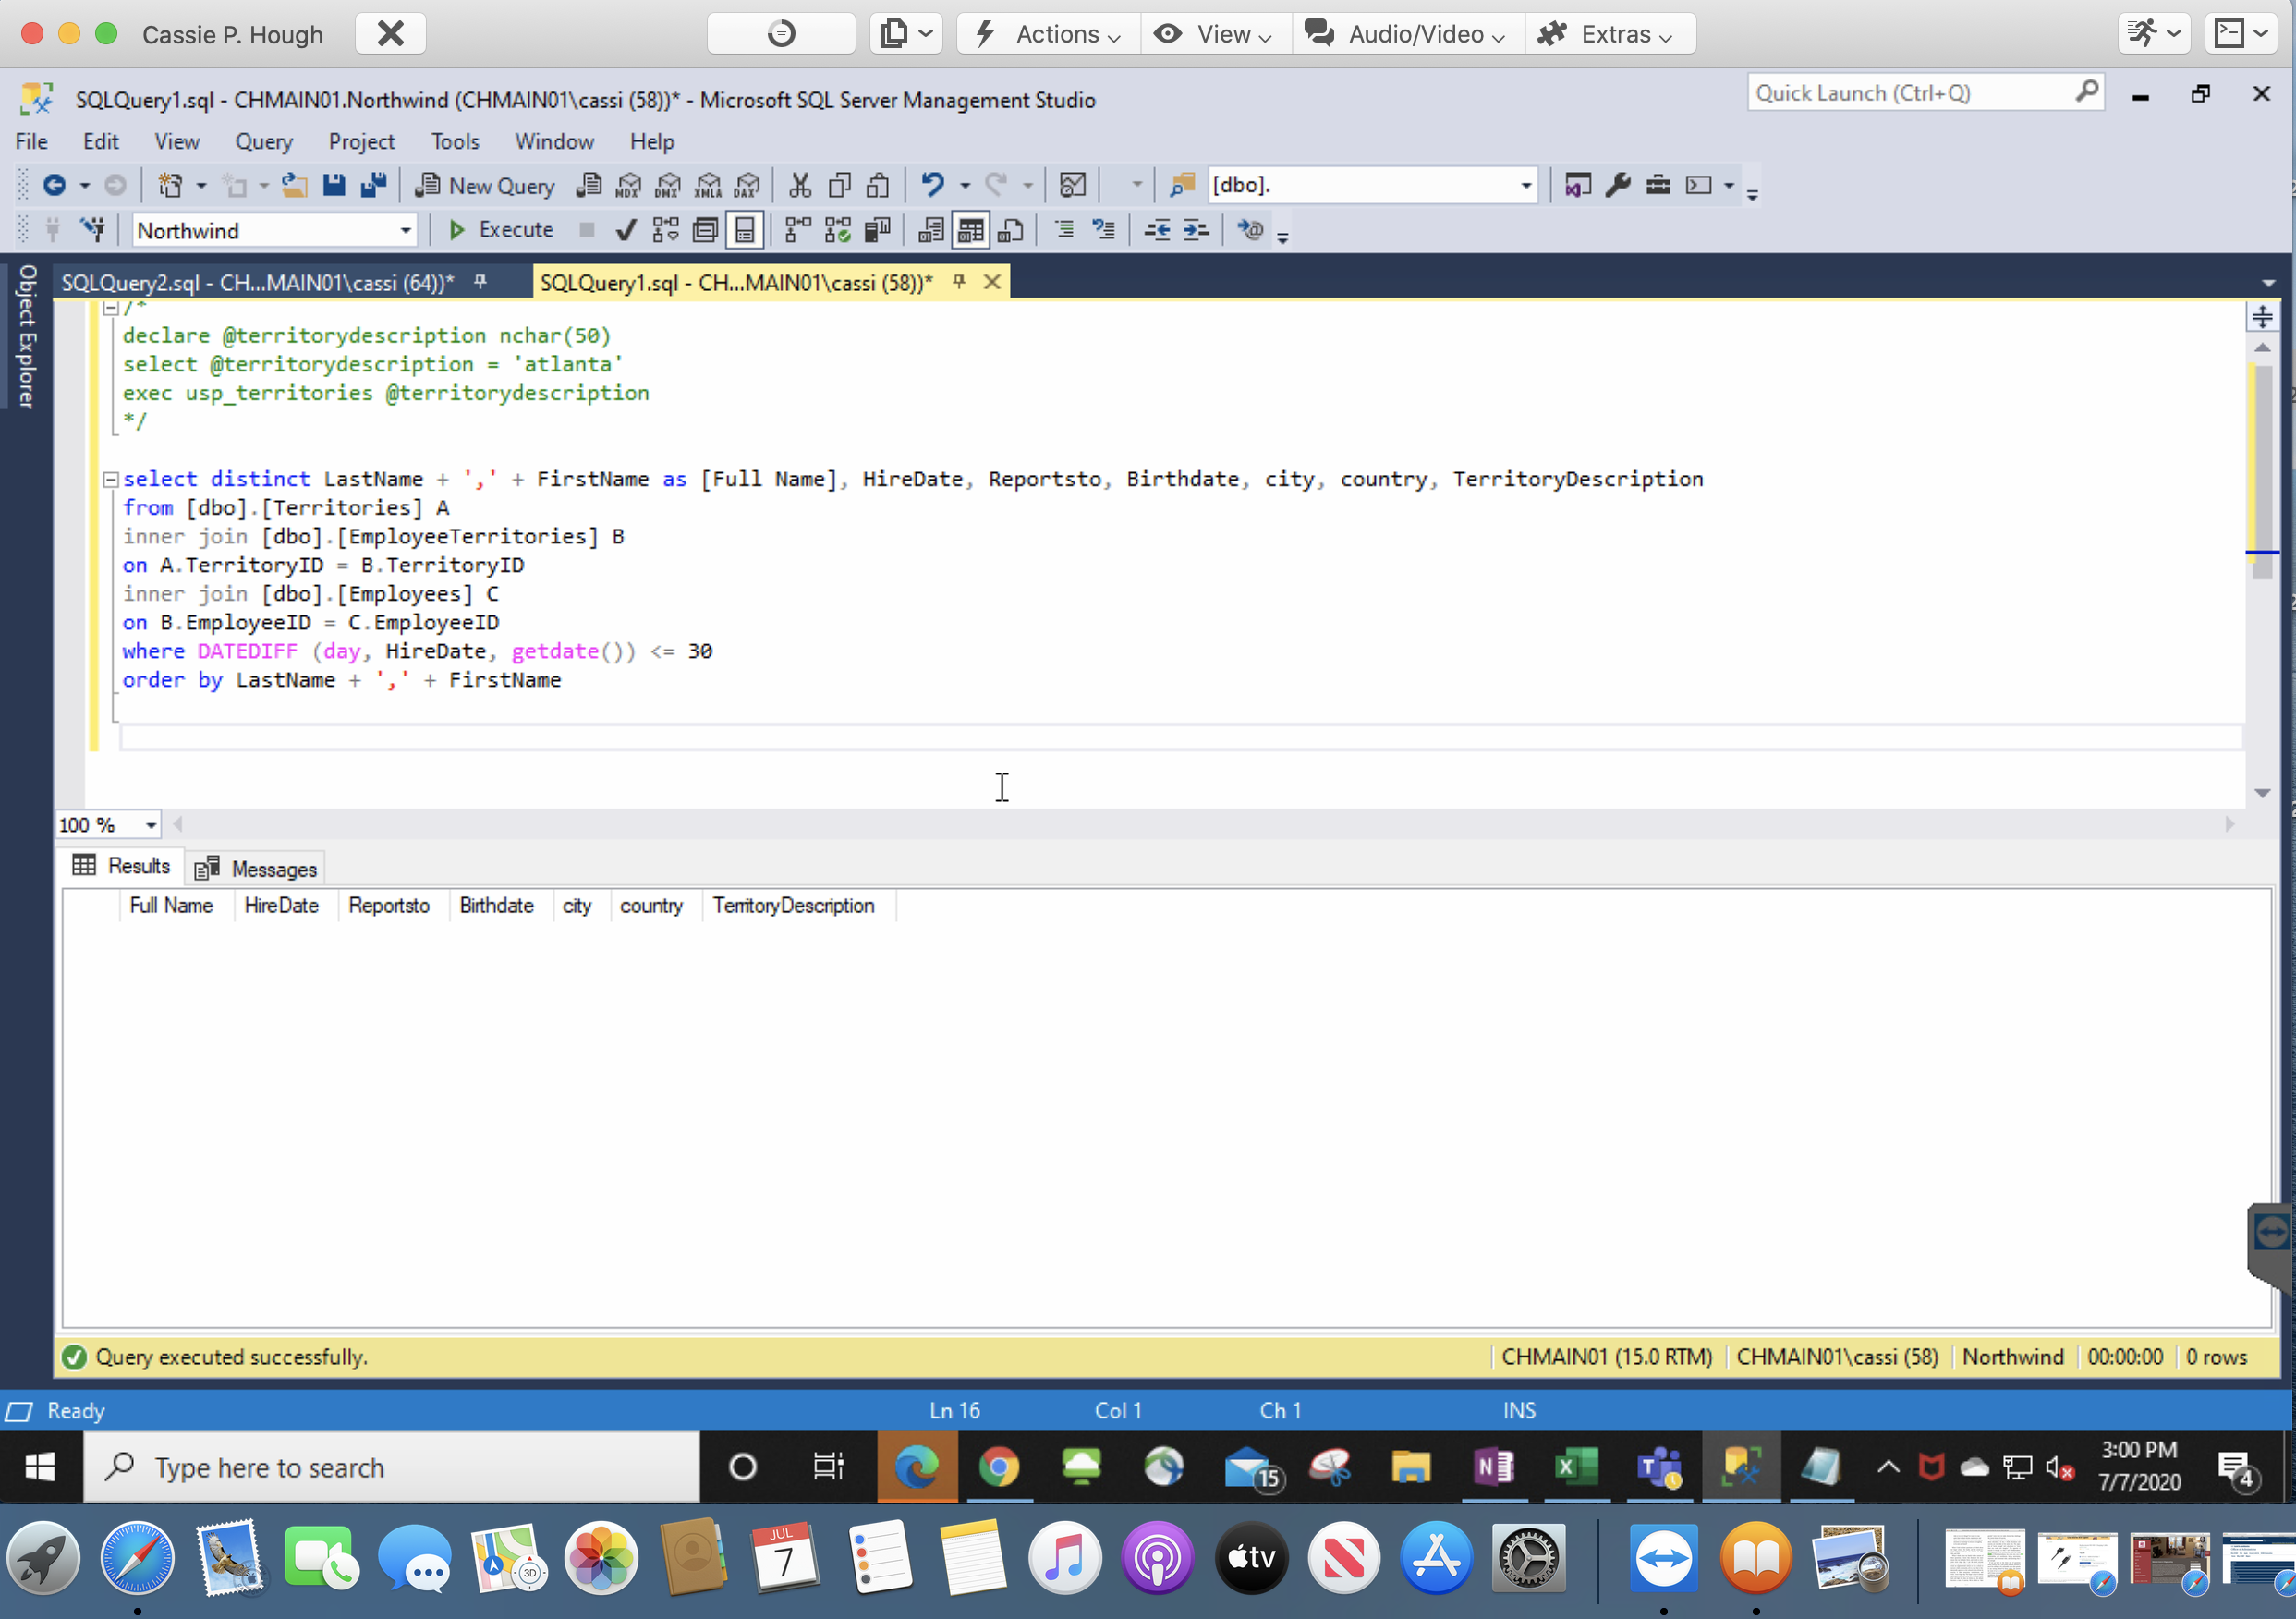 Cassie P. Hough
Actions
View
Audio/Video
Extras
SQLQuery1.sql - CHMAIN01.Northwind (CHMAIN01\cassi (58))* - Microsoft SQL Server Management Studio
Quick Launch (Ctrl+Q)
File Edit View Query Project Tools Window Help
New Query
MDX
DMX
XMLA
DAX
[dbo].
Northwind
Execute
Object Explorer
SQLQuery2.sql - CH...MAIN01\cassi (64))*
SQLQuery1.sql - CH...MAIN01\cassi (58))*
/*
declare @territorydescription nchar(50)
select @territorydescription = 'atlanta'
exec usp_territories @territorydescription
*/
select distinct LastName + ',' + FirstName as [Full Name], HireDate, Reportsto, Birthdate, city, country, TerritoryDescription
from [dbo].[Territories] A
inner join [dbo].[EmployeeTerritories] B
on A.TerritoryID = B.TerritoryID
inner join [dbo].[Employees] C
on B.EmployeeID = C.EmployeeID
where DATEDIFF (day, HireDate, getdate()) <= 30
order by LastName + ',' + FirstName
100 %
Results
Messages
Full Name HireDate Reportsto Birthdate city country TerritoryDescription
Query executed successfully.
CHMAIN01 (15.0 RTM) CHMAIN01\cassi (58) Northwind 00:00:00 0 rows
Ready
Ln 16
Col 1
Ch 1
INS
Type here to search
15
3:00 PM
7/7/2020
4
JUL
7
3D
tv